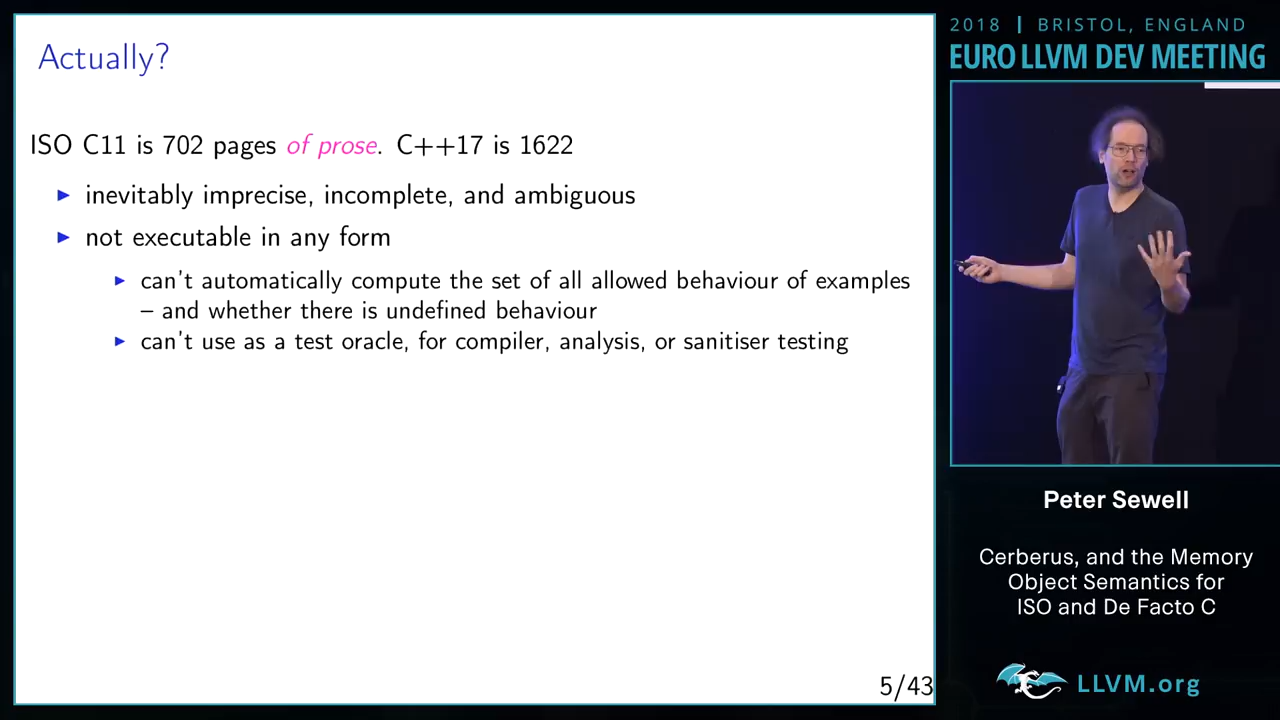 Actually?
ISO C11 is 702 pages of prose. C++17 is 1622
inevitably imprecise, incomplete, and ambiguous
not executable in any form
can't automatically compute the set of all allowed behaviour of examples
– and whether there is undefined behaviour
can't use as a test oracle, for compiler, analysis, or sanitiser testing
5/43
2018 | BRISTOL, ENGLAND
EURO LLVM DEV MEETING
Peter Sewell
Cerberus, and the Memory
Object Semantics for
ISO and De Facto C
LLVM.org